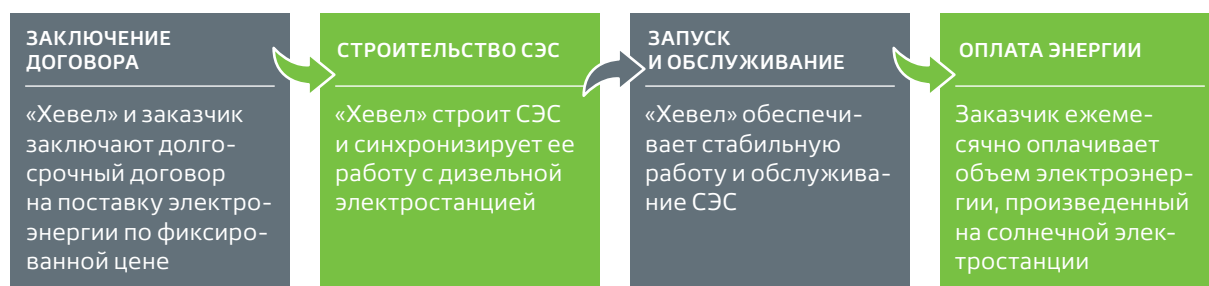 ЗАКЛЮЧЕНИЕ
ДОГОВОРА
«Хевел» и заказчик
заключают долго-
срочный договор
на поставку электро-
энергии по фиксиро-
ванной цене
СТРОИТЕЛЬСТВО СЭС
«Хевел» строит СЭС
и синхронизирует ее
работу с дизельной
электростанцией
ЗАПУСК
И ОБСЛУЖИВАНИЕ
«Хевел» обеспечи-
вает стабильную
работу и обслужива-
ние СЭС
ОПЛАТА ЭНЕРГИИ
Заказчик ежеме-
сячно оплачивает
объем электроэнер-
гии, произведенный
на солнечной элек-
тростанции